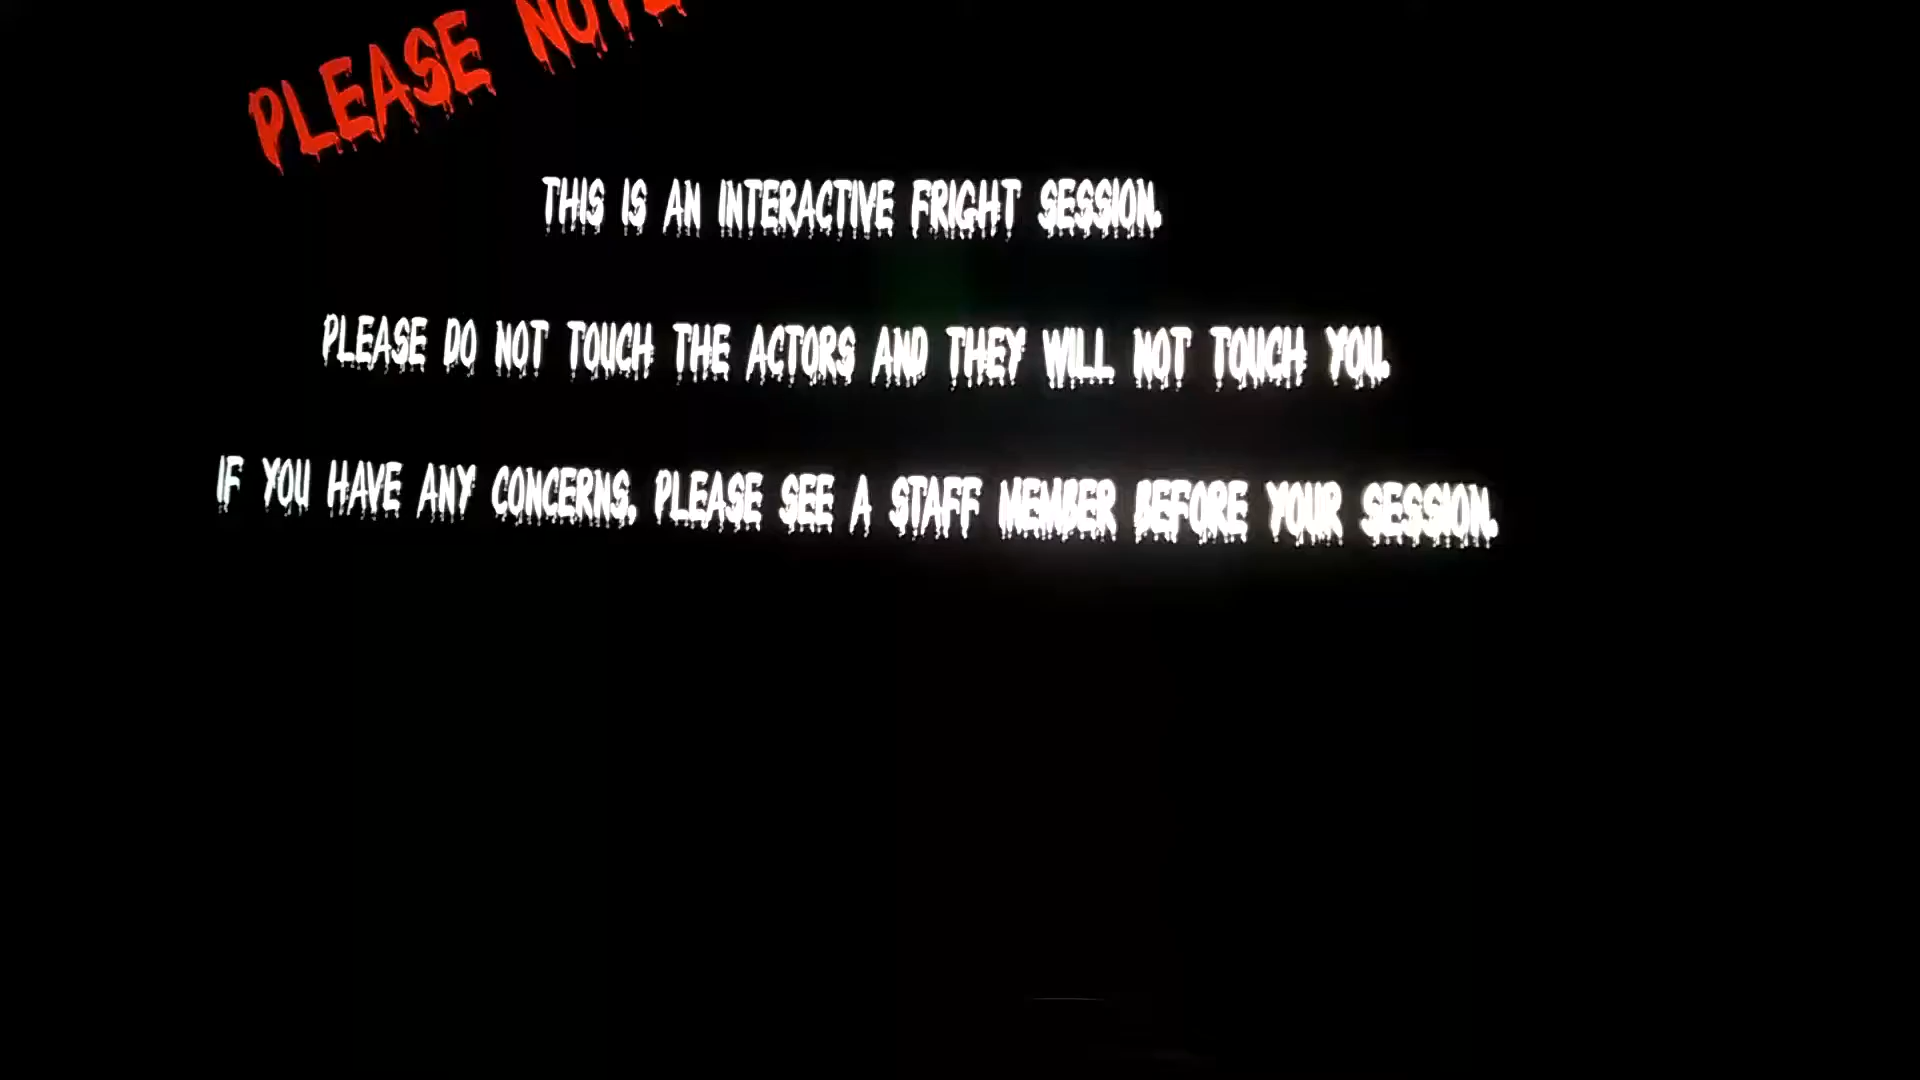 PLEASE NOTE
THIS IS AN INTERACTIVE FRIGHT SESSION.
PLEASE DO NOT TOUCH THE ACTORS AND THEY WILL NOT TOUCH YOU.
IF YOU HAVE ANY CONCERNS, PLEASE SEE A STAFF MEMBER BEFORE YOUR SESSION.